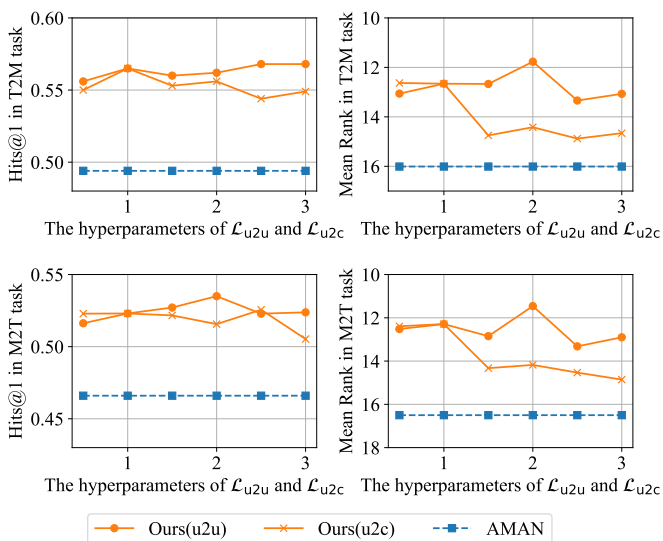 Hits@1 in T2M task
0.60
0.55
0.50
1 2 3
The hyperparameters of ℒu2u and ℒu2c
Mean Rank in T2M task
10
12
14
16
1 2 3
The hyperparameters of ℒu2u and ℒu2c
Hits@1 in M2T task
0.55
0.50
0.45
1 2 3
The hyperparameters of ℒu2u and ℒu2c
Mean Rank in M2T task
10
12
14
16
18
1 2 3
The hyperparameters of ℒu2u and ℒu2c
Ours(u2u) Ours(u2c) AMAN